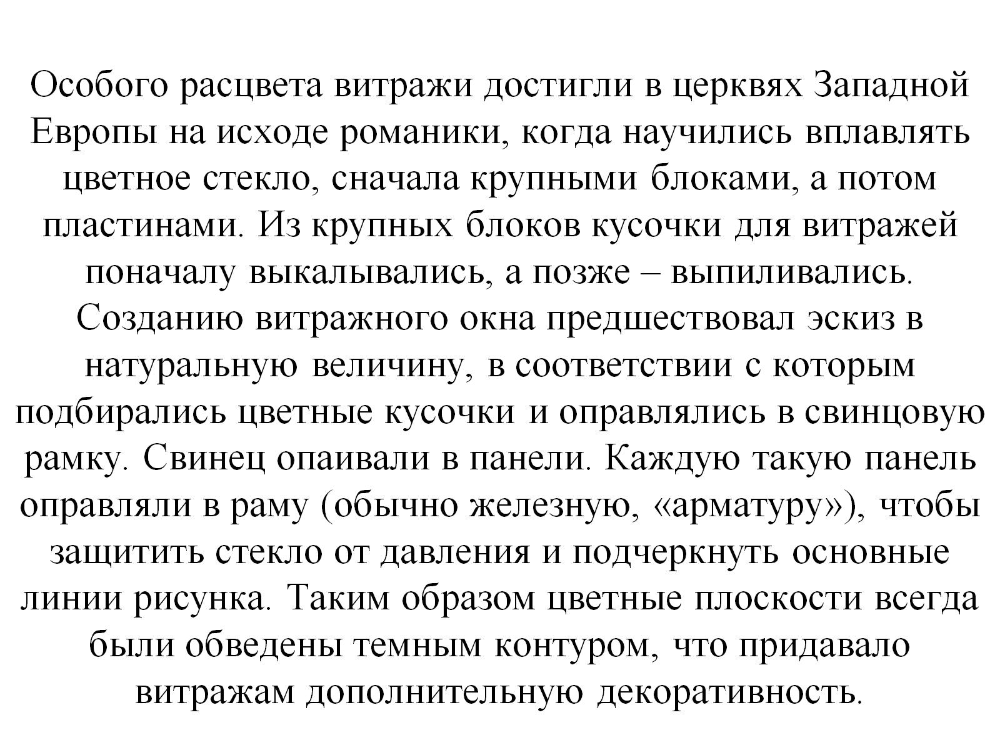 Особого расцвета витражи достигли в церквях Западной
Европы на исходе романики, когда научились вплавлять
цветное стекло, сначала крупными блоками, а потом
пластинами. Из крупных блоков кусочки для витражей
поначалу выкалывались, а позже – выпиливались.
Созданию витражного окна предшествовал эскиз в
натуральную величину, в соответствии с которым
подбирались цветные кусочки и оправлялись в свинцовую
рамку. Свинец опаивали в панели. Каждую такую панель
оправляли в раму (обычно железную, «арматуру»), чтобы
защитить стекло от давления и подчеркнуть основные
линии рисунка. Таким образом цветные плоскости всегда
были обведены темным контуром, что придавало
витражам дополнительную декоративность.